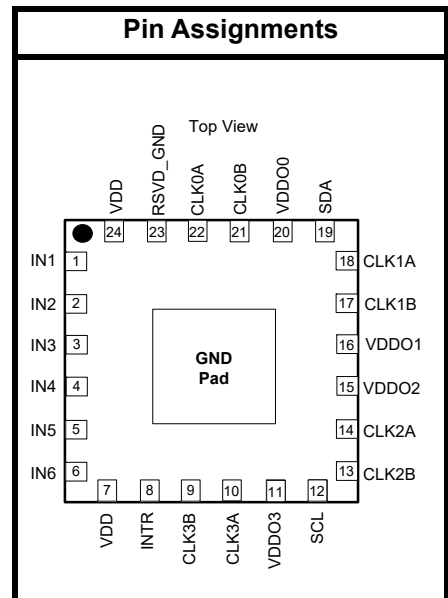 Pin Assignments
Top View
VDD
RSVD_GND
CLK0A
CLK0B
VDDO0
SDA
24
23
22
21
20
19
IN1
1
18
CLK1A
IN2
2
17
CLK1B
IN3
3
16
VDDO1
GND
Pad
IN4
4
15
VDDO2
IN5
5
14
CLK2A
IN6
6
13
CLK2B
7
8
9
10
11
12
VDD
INTR
CLK3B
CLK3A
VDDO3
SCL